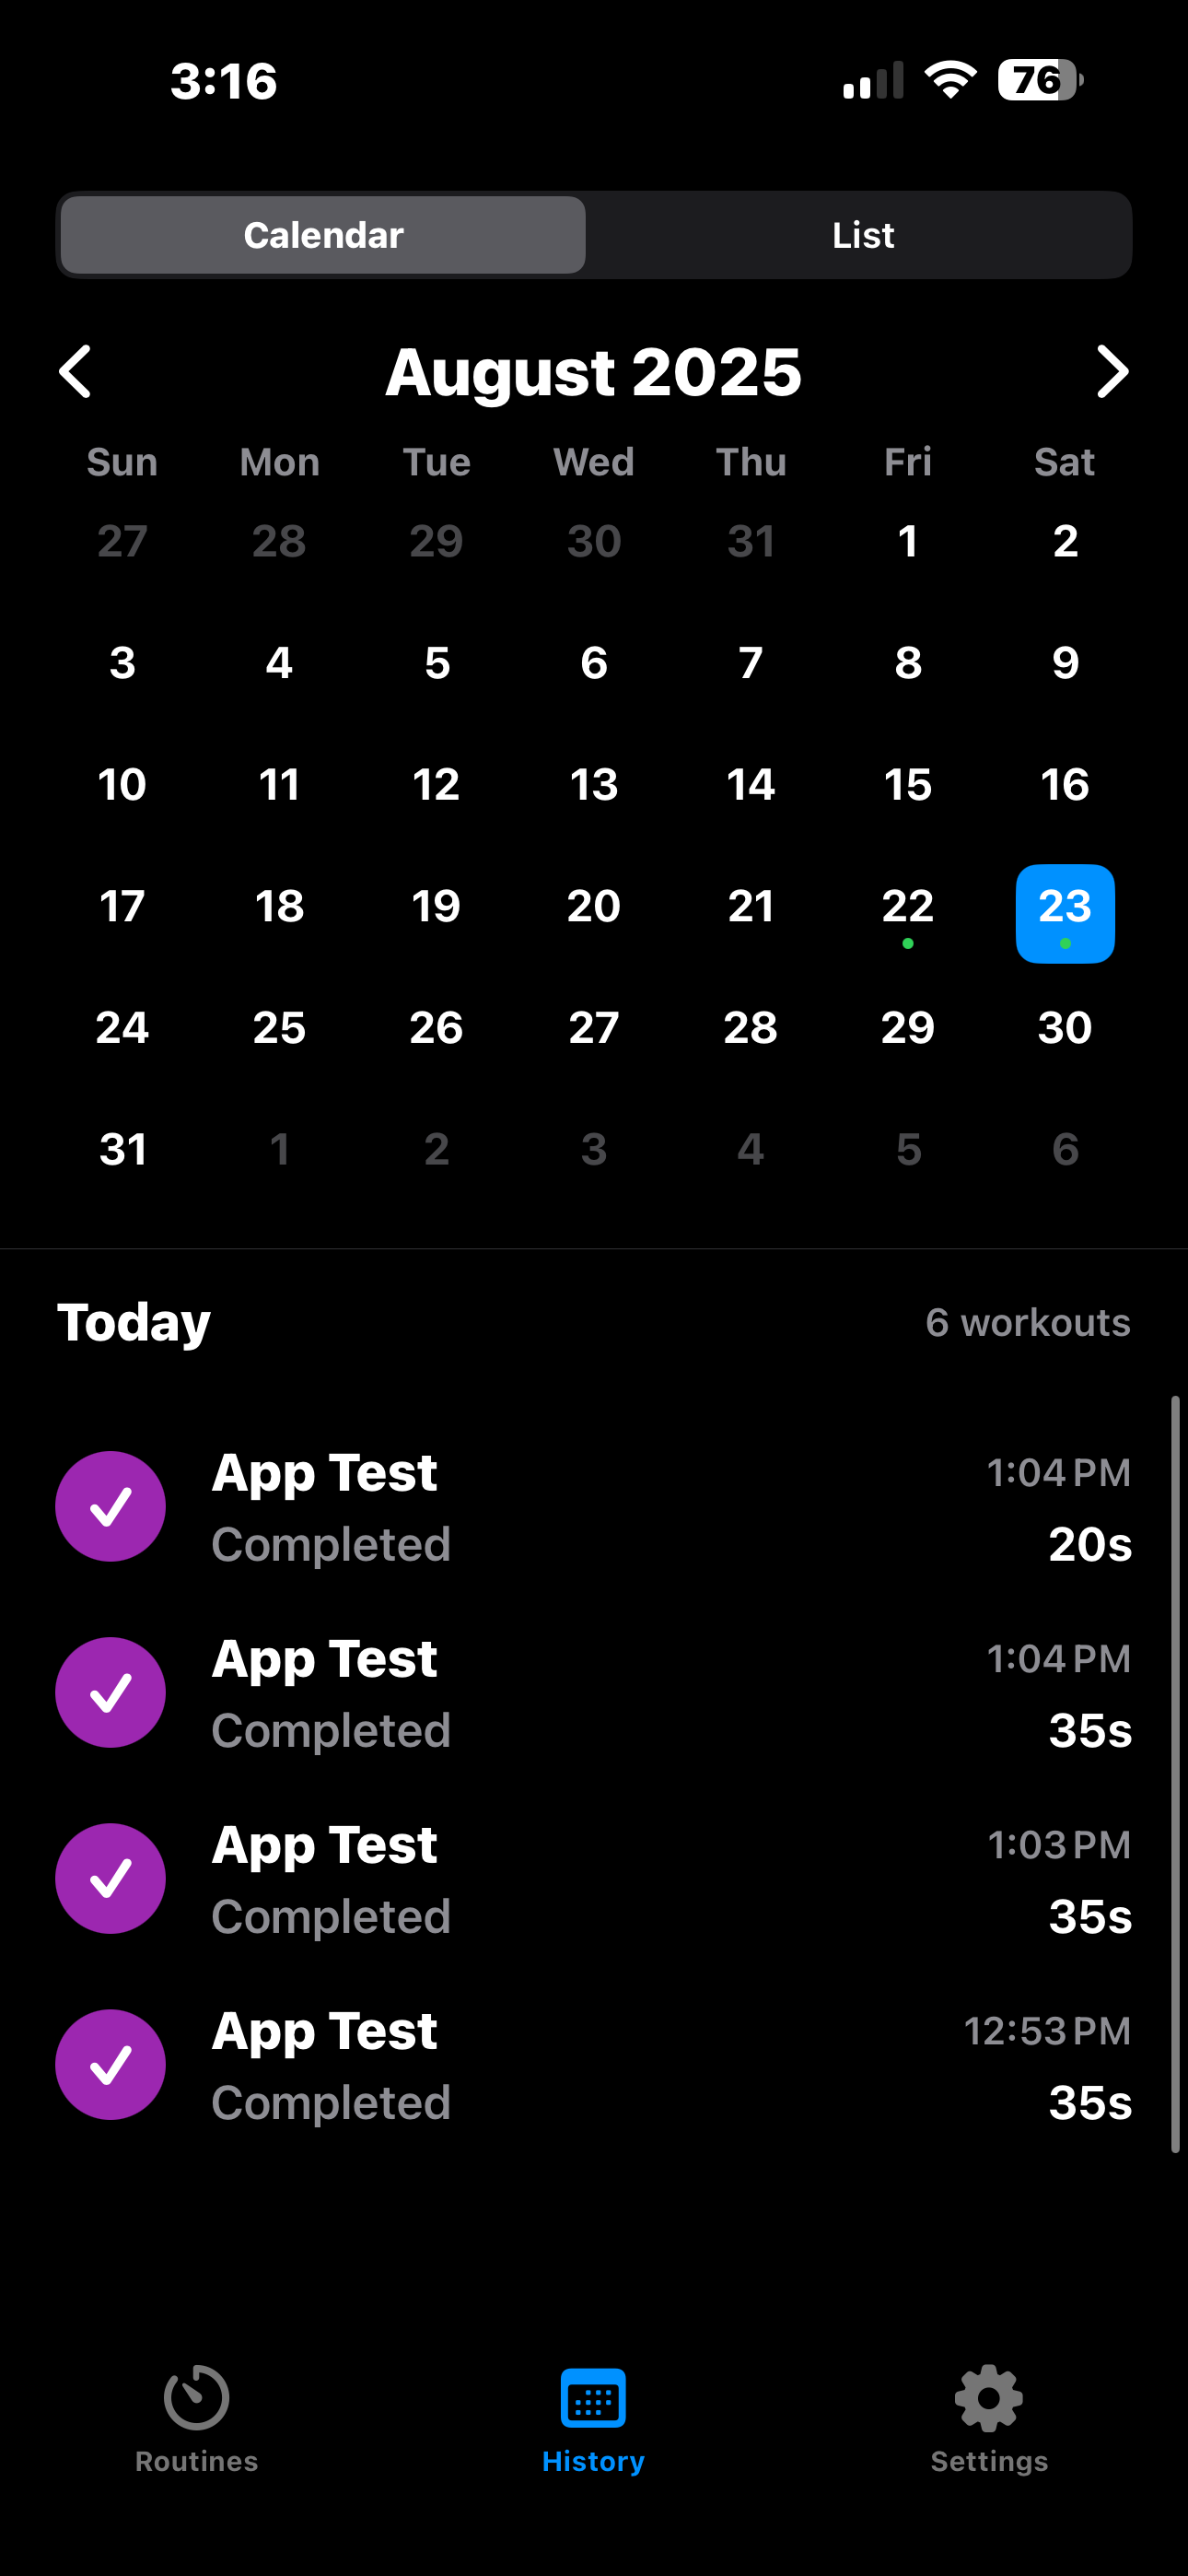 3:16 76
Calendar List
August 2025
Sun Mon Tue Wed Thu Fri Sat
27 28 29 30 31 1 2
3 4 5 6 7 8 9
10 11 12 13 14 15 16
17 18 19 20 21 22 23
24 25 26 27 28 29 30
31 1 2 3 4 5 6
Today 6 workouts
App Test 1:04 PM
Completed 20s
App Test 1:04 PM
Completed 35s
App Test 1:03 PM
Completed 35s
App Test 12:53 PM
Completed 35s
Routines History Settings